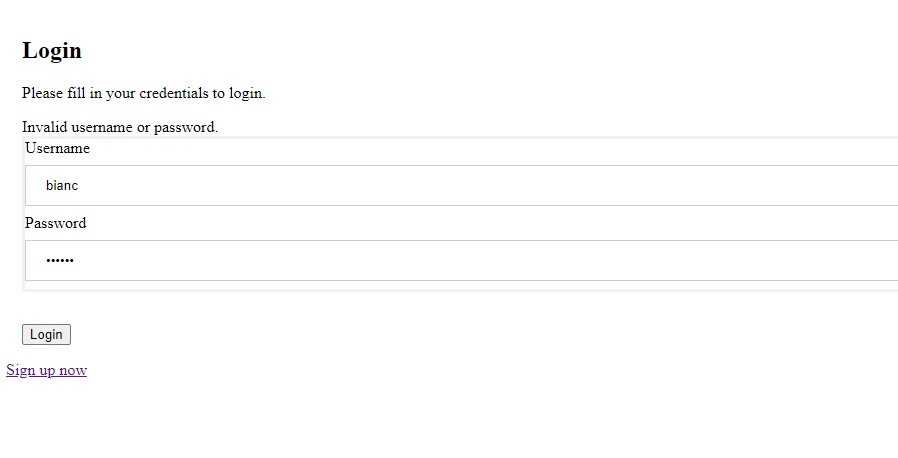 Login
Please fill in your credentials to login.
Invalid username or password.
Username
bianc
Password
••••••
Login
Sign up now